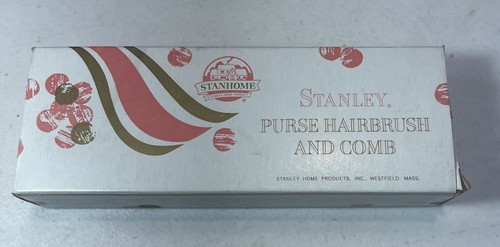 STANHOME
®
STANLEY®
PURSE HAIRBRUSH
AND COMB
STANLEY HOME PRODUCTS, INC., WESTFIELD, MASS.